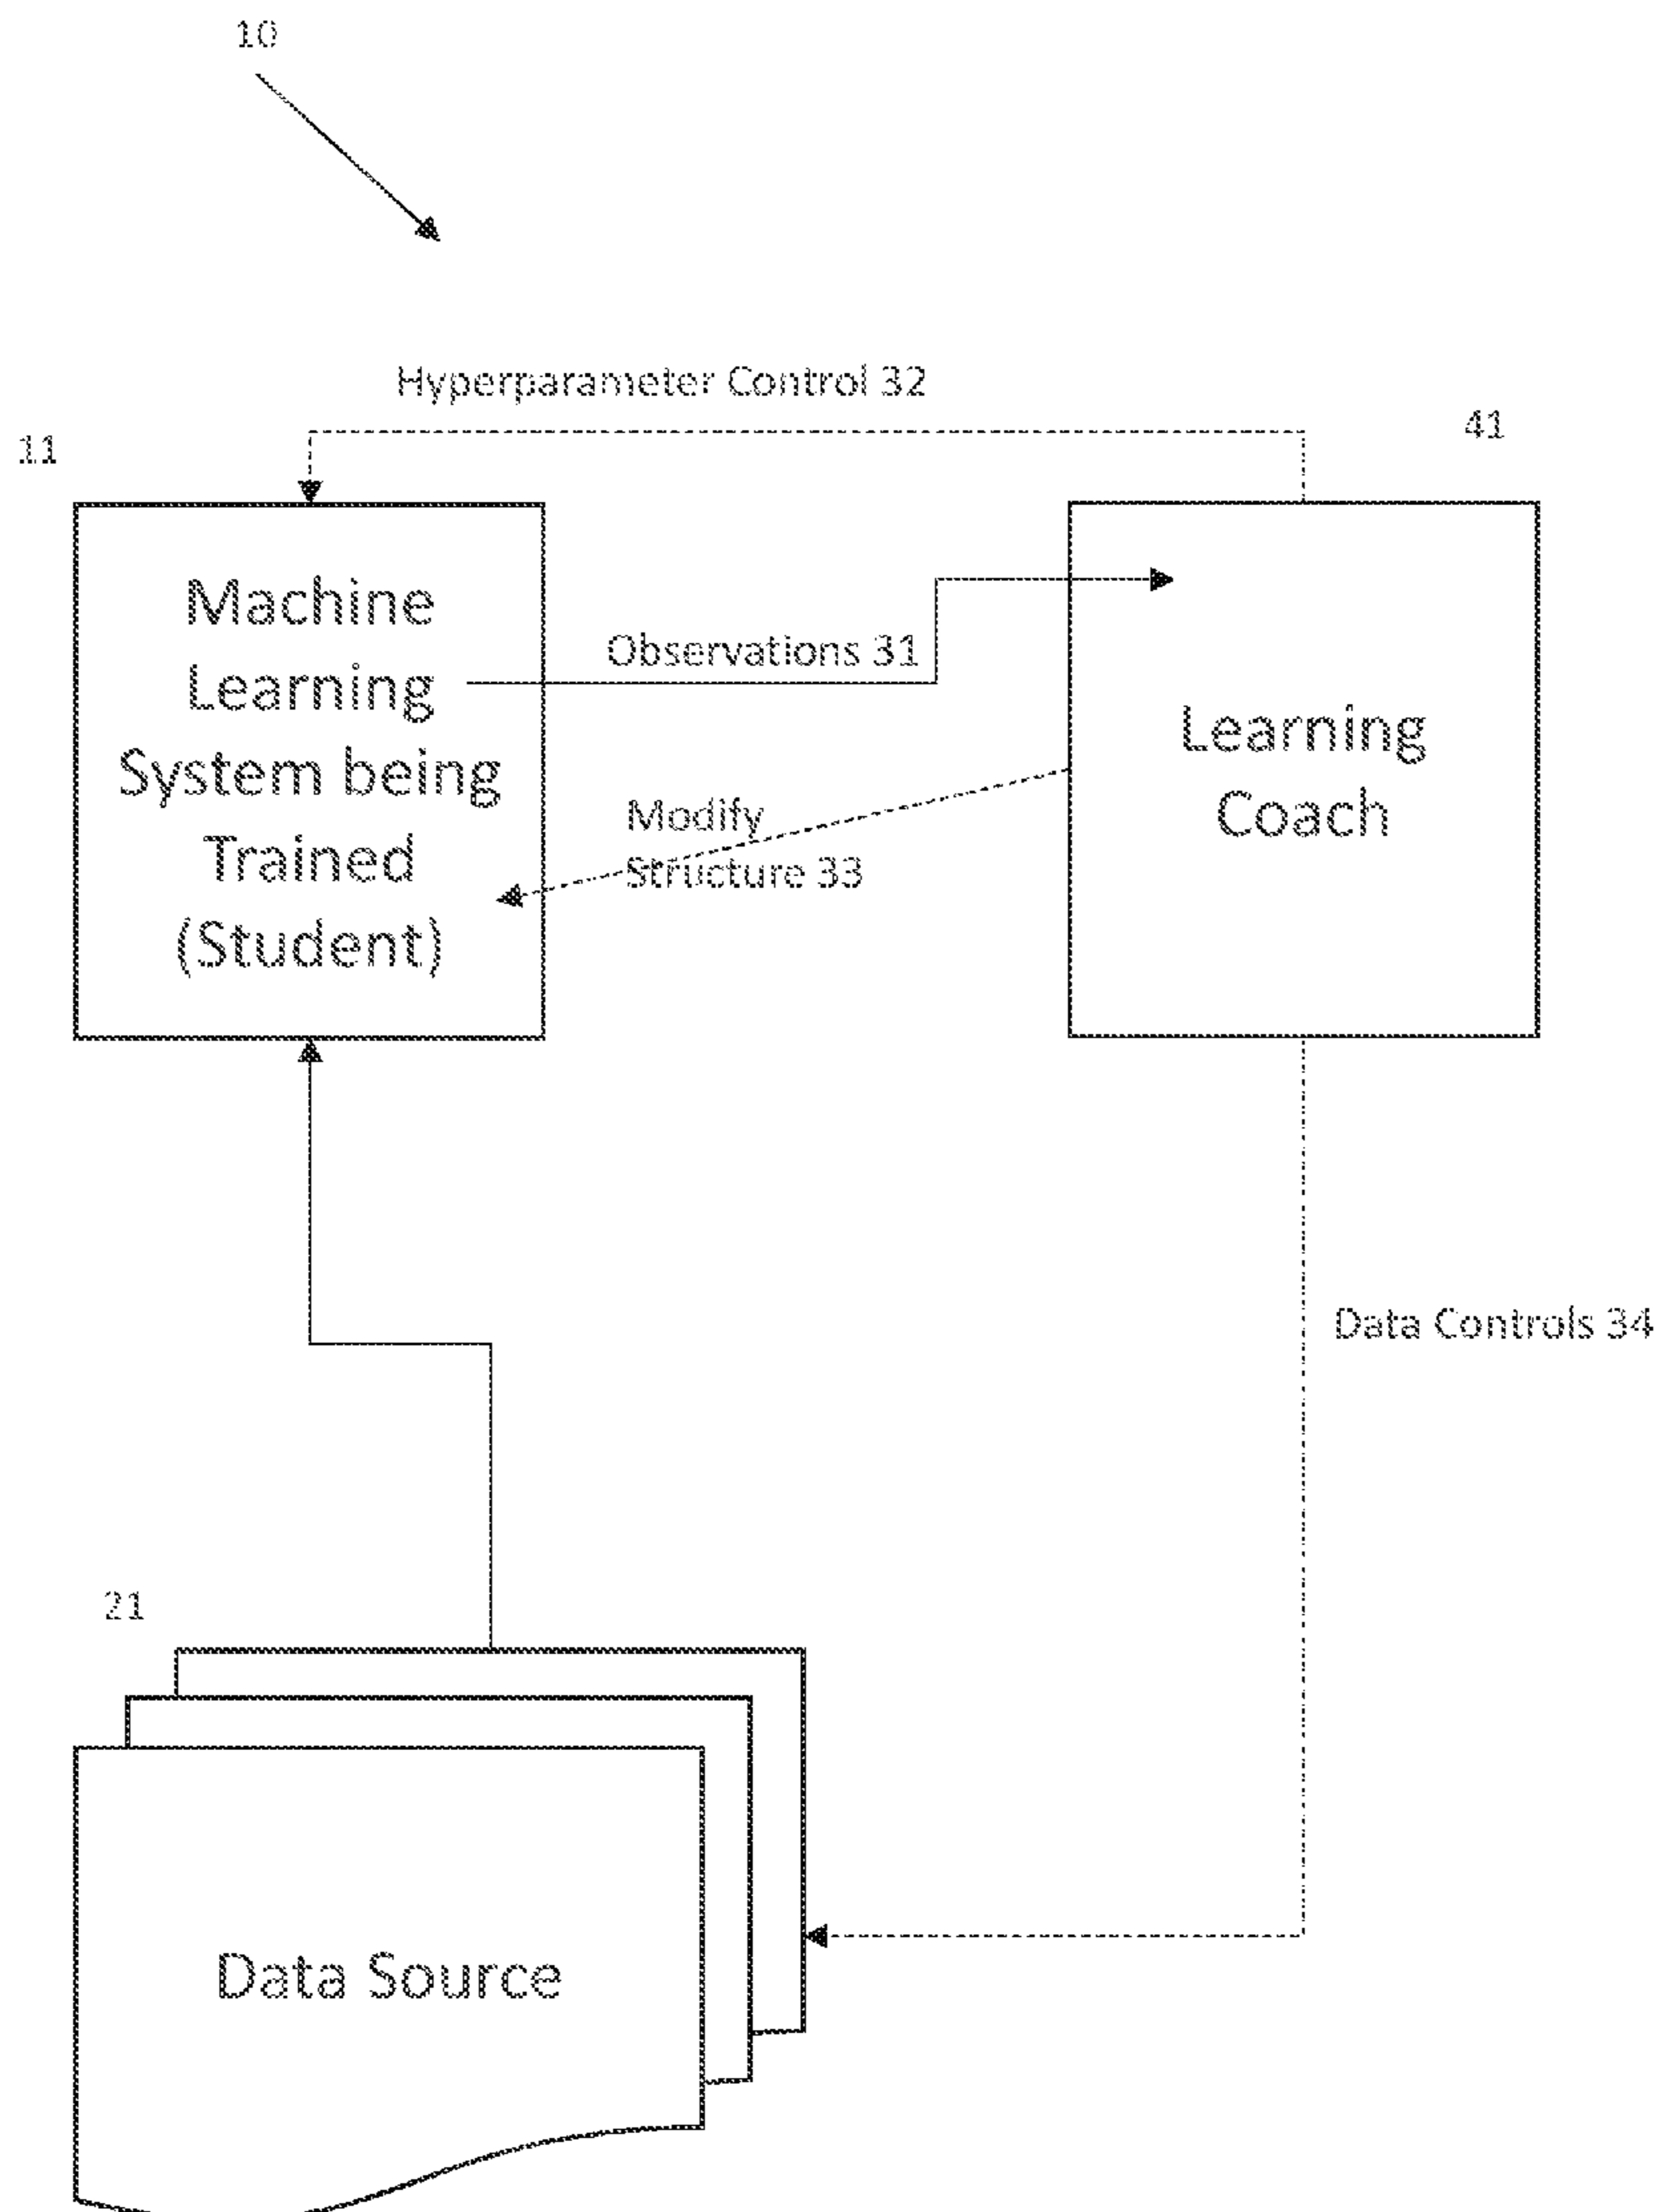 10
Hyperparameter Control 32
11
41
Machine
Learning
System being
Trained
(Student)
Observations 31
Modify
Structure 33
Learning
Coach
Data Controls 34
21
Data Source